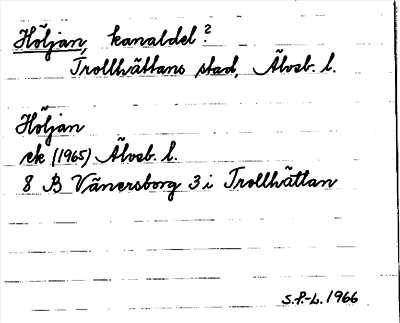 Höljan, kanaldel?
Trollhättans stad, Älvsb. l.
Höljan
ek (1965) Älvsb. l.
8 B Vänersborg 3 i Trollhättan
S.P.-L. 1966